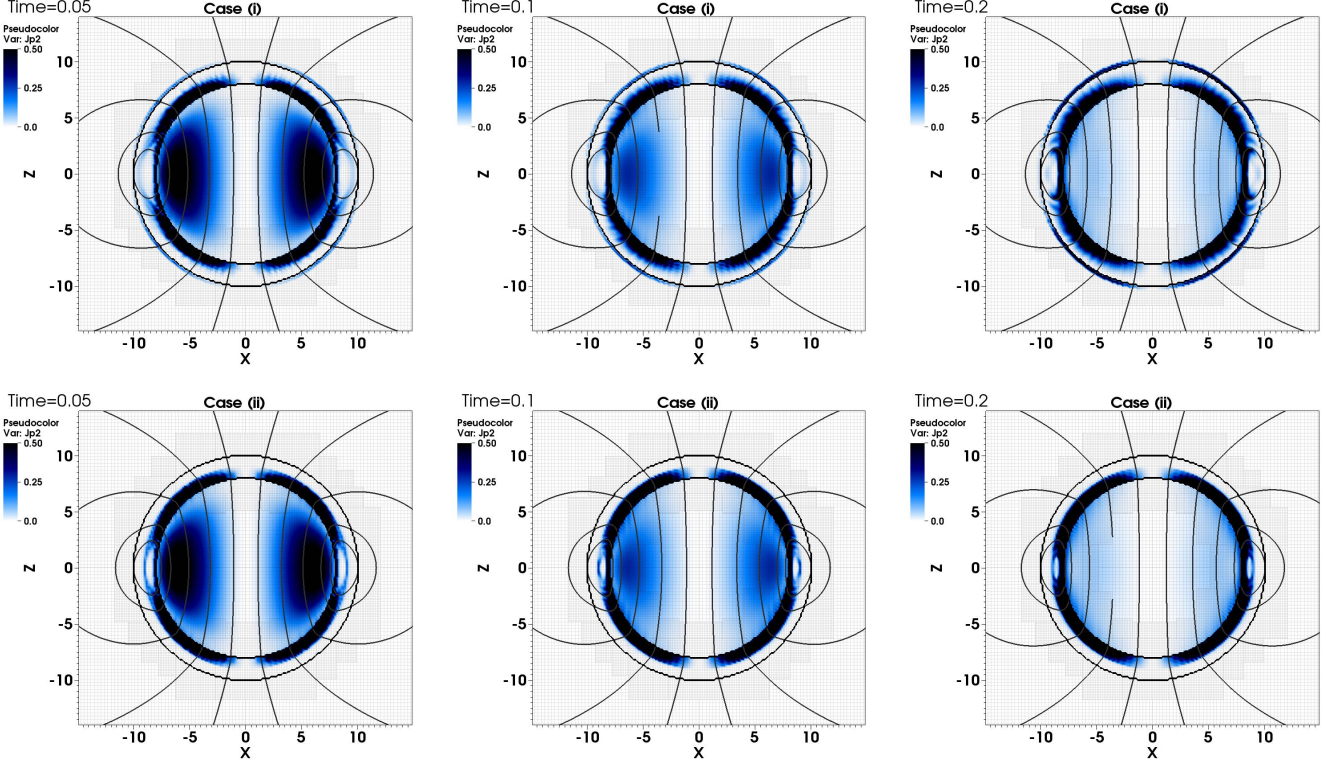 Time=0.05
Case (i)
Pseudocolor
Var: Jp2
0.50
0.25
0.0
10
5
0
-5
-10
Z
-10 -5 0 5 10
X
Time=0.1
Case (i)
Pseudocolor
Var: Jp2
0.50
0.25
0.0
10
5
0
-5
-10
Z
-10 -5 0 5 10
X
Time=0.2
Case (i)
Pseudocolor
Var: Jp2
0.50
0.25
0.0
10
5
0
-5
-10
Z
-10 -5 0 5 10
X
Time=0.05
Case (ii)
Pseudocolor
Var: Jp2
0.50
0.25
0.0
10
5
0
-5
-10
Z
-10 -5 0 5 10
X
Time=0.1
Case (ii)
Pseudocolor
Var: Jp2
0.50
0.25
0.0
10
5
0
-5
-10
Z
-10 -5 0 5 10
X
Time=0.2
Case (ii)
Pseudocolor
Var: Jp2
0.50
0.25
0.0
10
5
0
-5
-10
Z
-10 -5 0 5 10
X